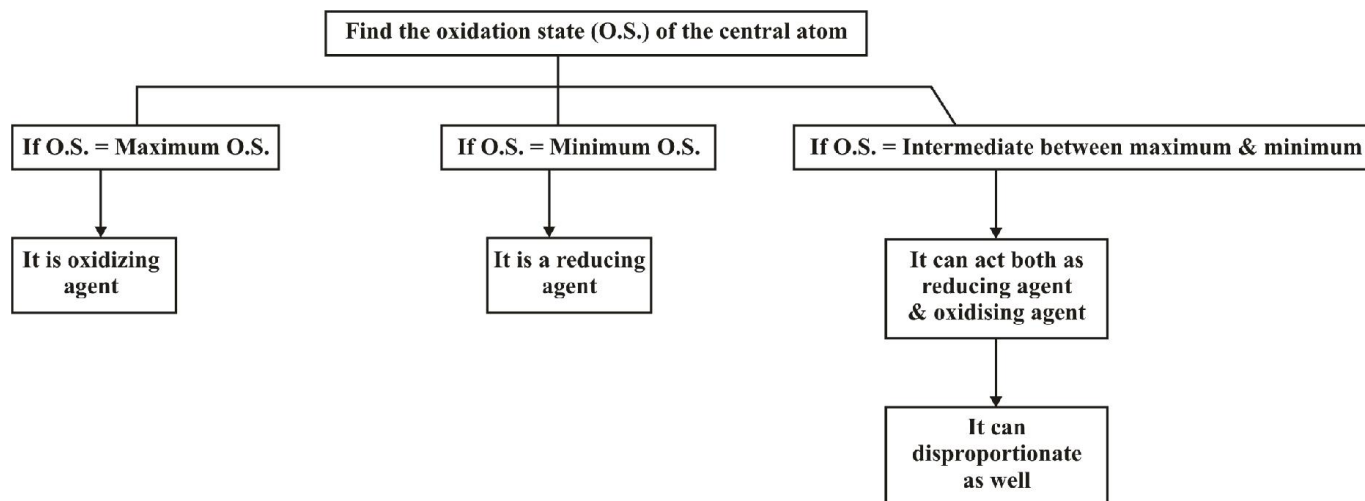 Find the oxidation state (O.S.) of the central atom
If O.S. = Maximum O.S.
If O.S. = Minimum O.S.
If O.S. = Intermediate between maximum & minimum
It is oxidizing
agent
It is a reducing
agent
It can act both as
reducing agent
& oxidising agent
It can
disproportionate
as well